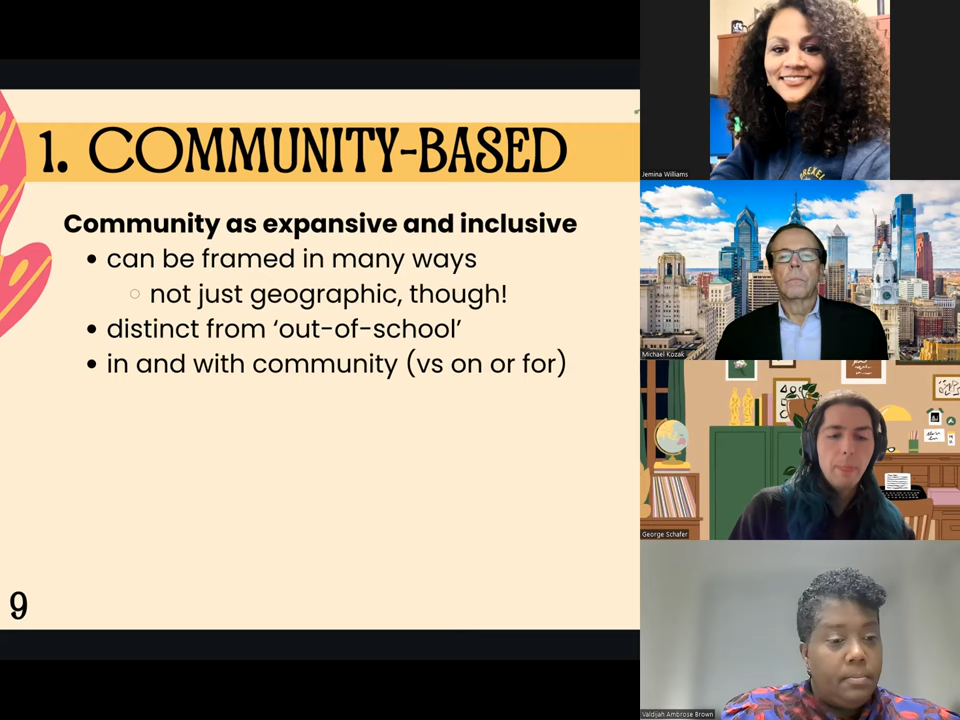 1. COMMUNITY-BASED
Community as expansive and inclusive
can be framed in many ways
not just geographic, though!
distinct from ‘out-of-school’
in and with community (vs on or for)
9
DREXEL
Jemina Williams
Michael Kozak
George Schafer
Valdijah Ambrose Brown